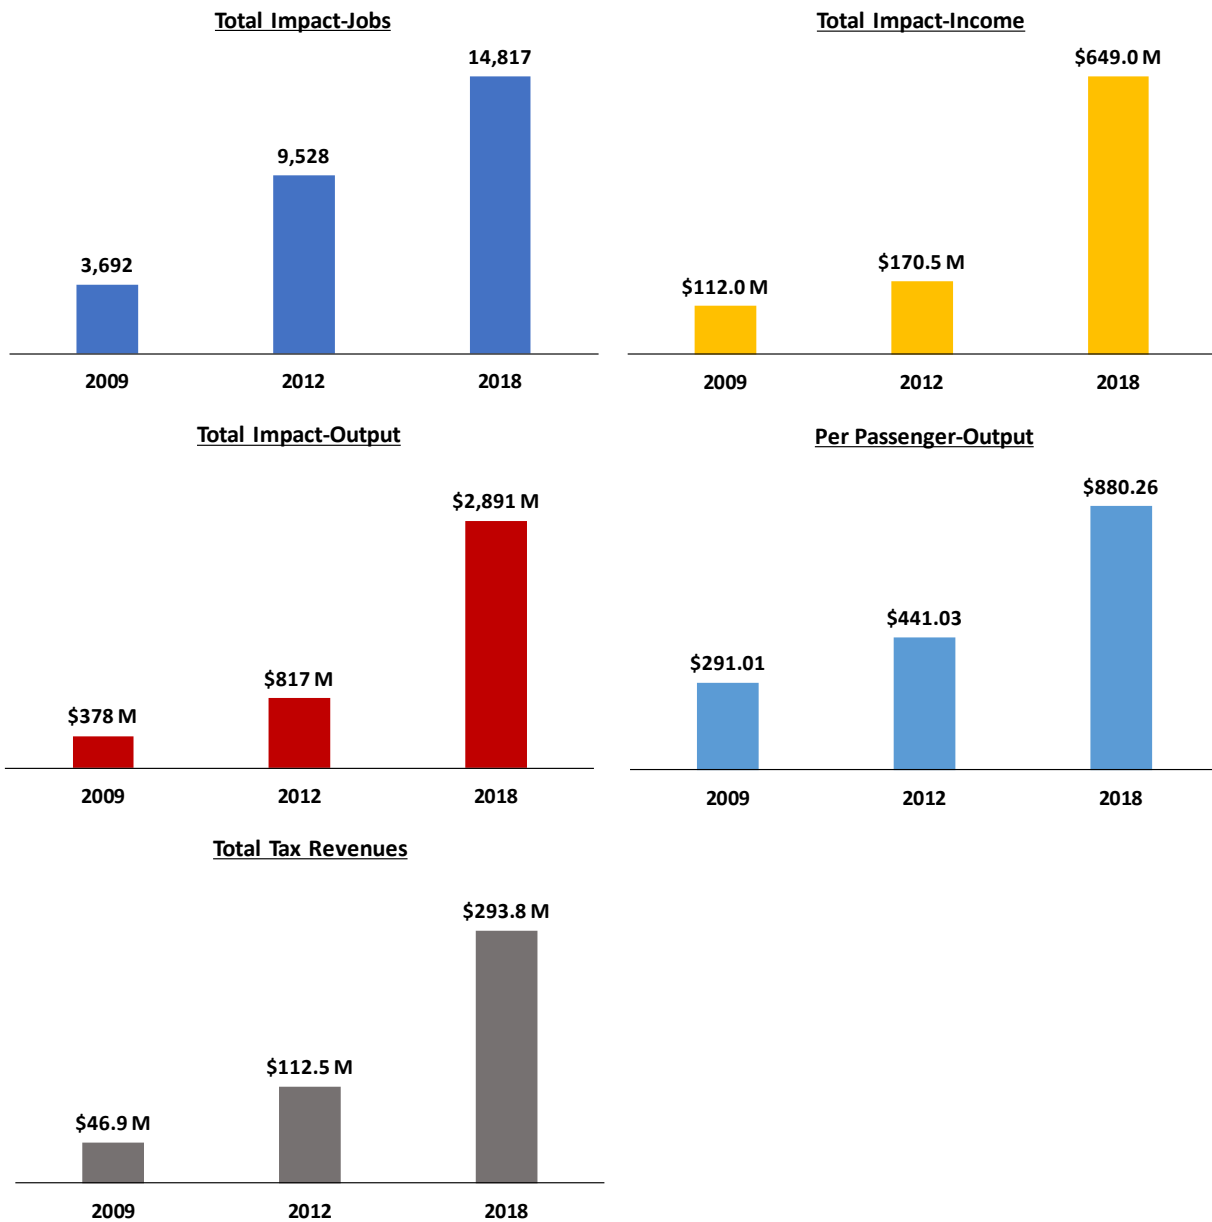 Total Impact-Jobs
14,817
9,528
3,692
2009 2012 2018
Total Impact-Income
$649.0 M
$170.5 M
$112.0 M
2009 2012 2018
Total Impact-Output
$2,891 M
$817 M
$378 M
2009 2012 2018
Per Passenger-Output
$880.26
$441.03
$291.01
2009 2012 2018
Total Tax Revenues
$293.8 M
$112.5 M
$46.9 M
2009 2012 2018